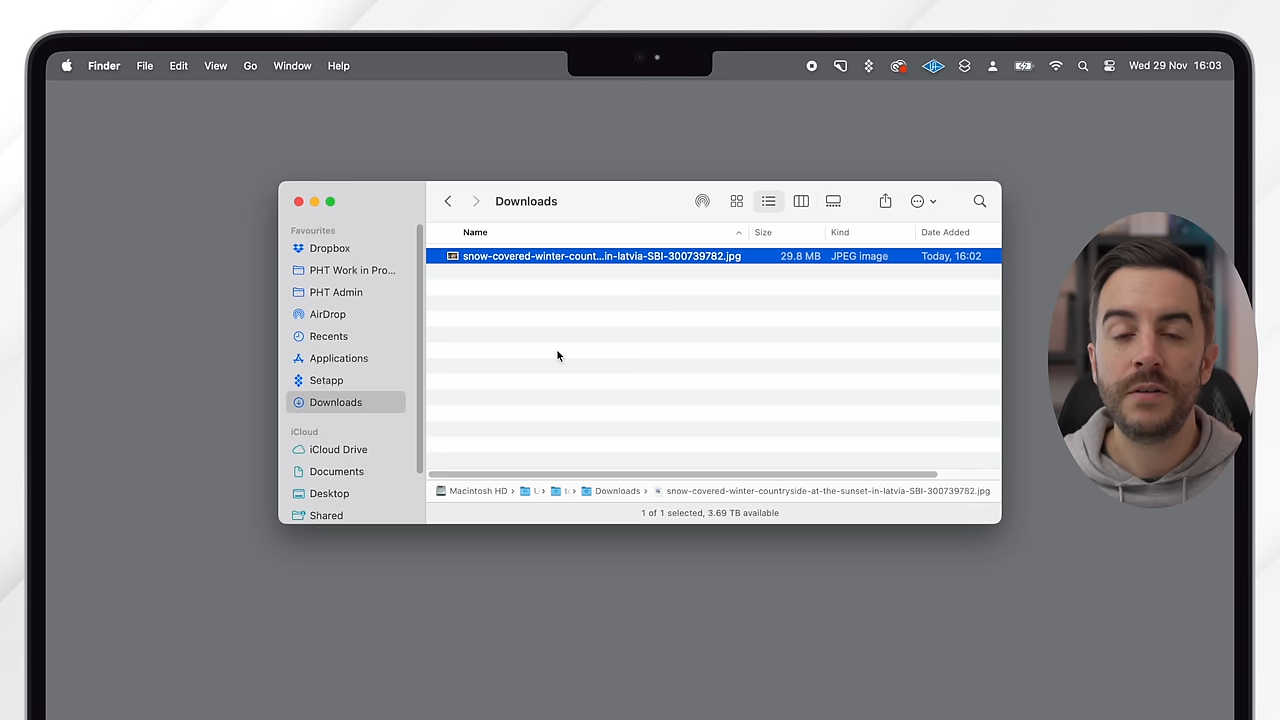 Finder File Edit View Go Window Help Wed 29 Nov 16:03
Downloads
Favourites
Dropbox
PHT Work in Pro...
PHT Admin
AirDrop
Recents
Applications
Setapp
Downloads
iCloud
iCloud Drive
Documents
Desktop
Shared
Name Size Kind Date Added
snow-covered-winter-count...in-latvia-SBI-300739782.jpg 29.8 MB JPEG image Today, 16:02
Macintosh HD › U › t › Downloads › snow-covered-winter-countryside-at-the-sunset-in-latvia-SBI-300739782.jpg
1 of 1 selected, 3.69 TB available